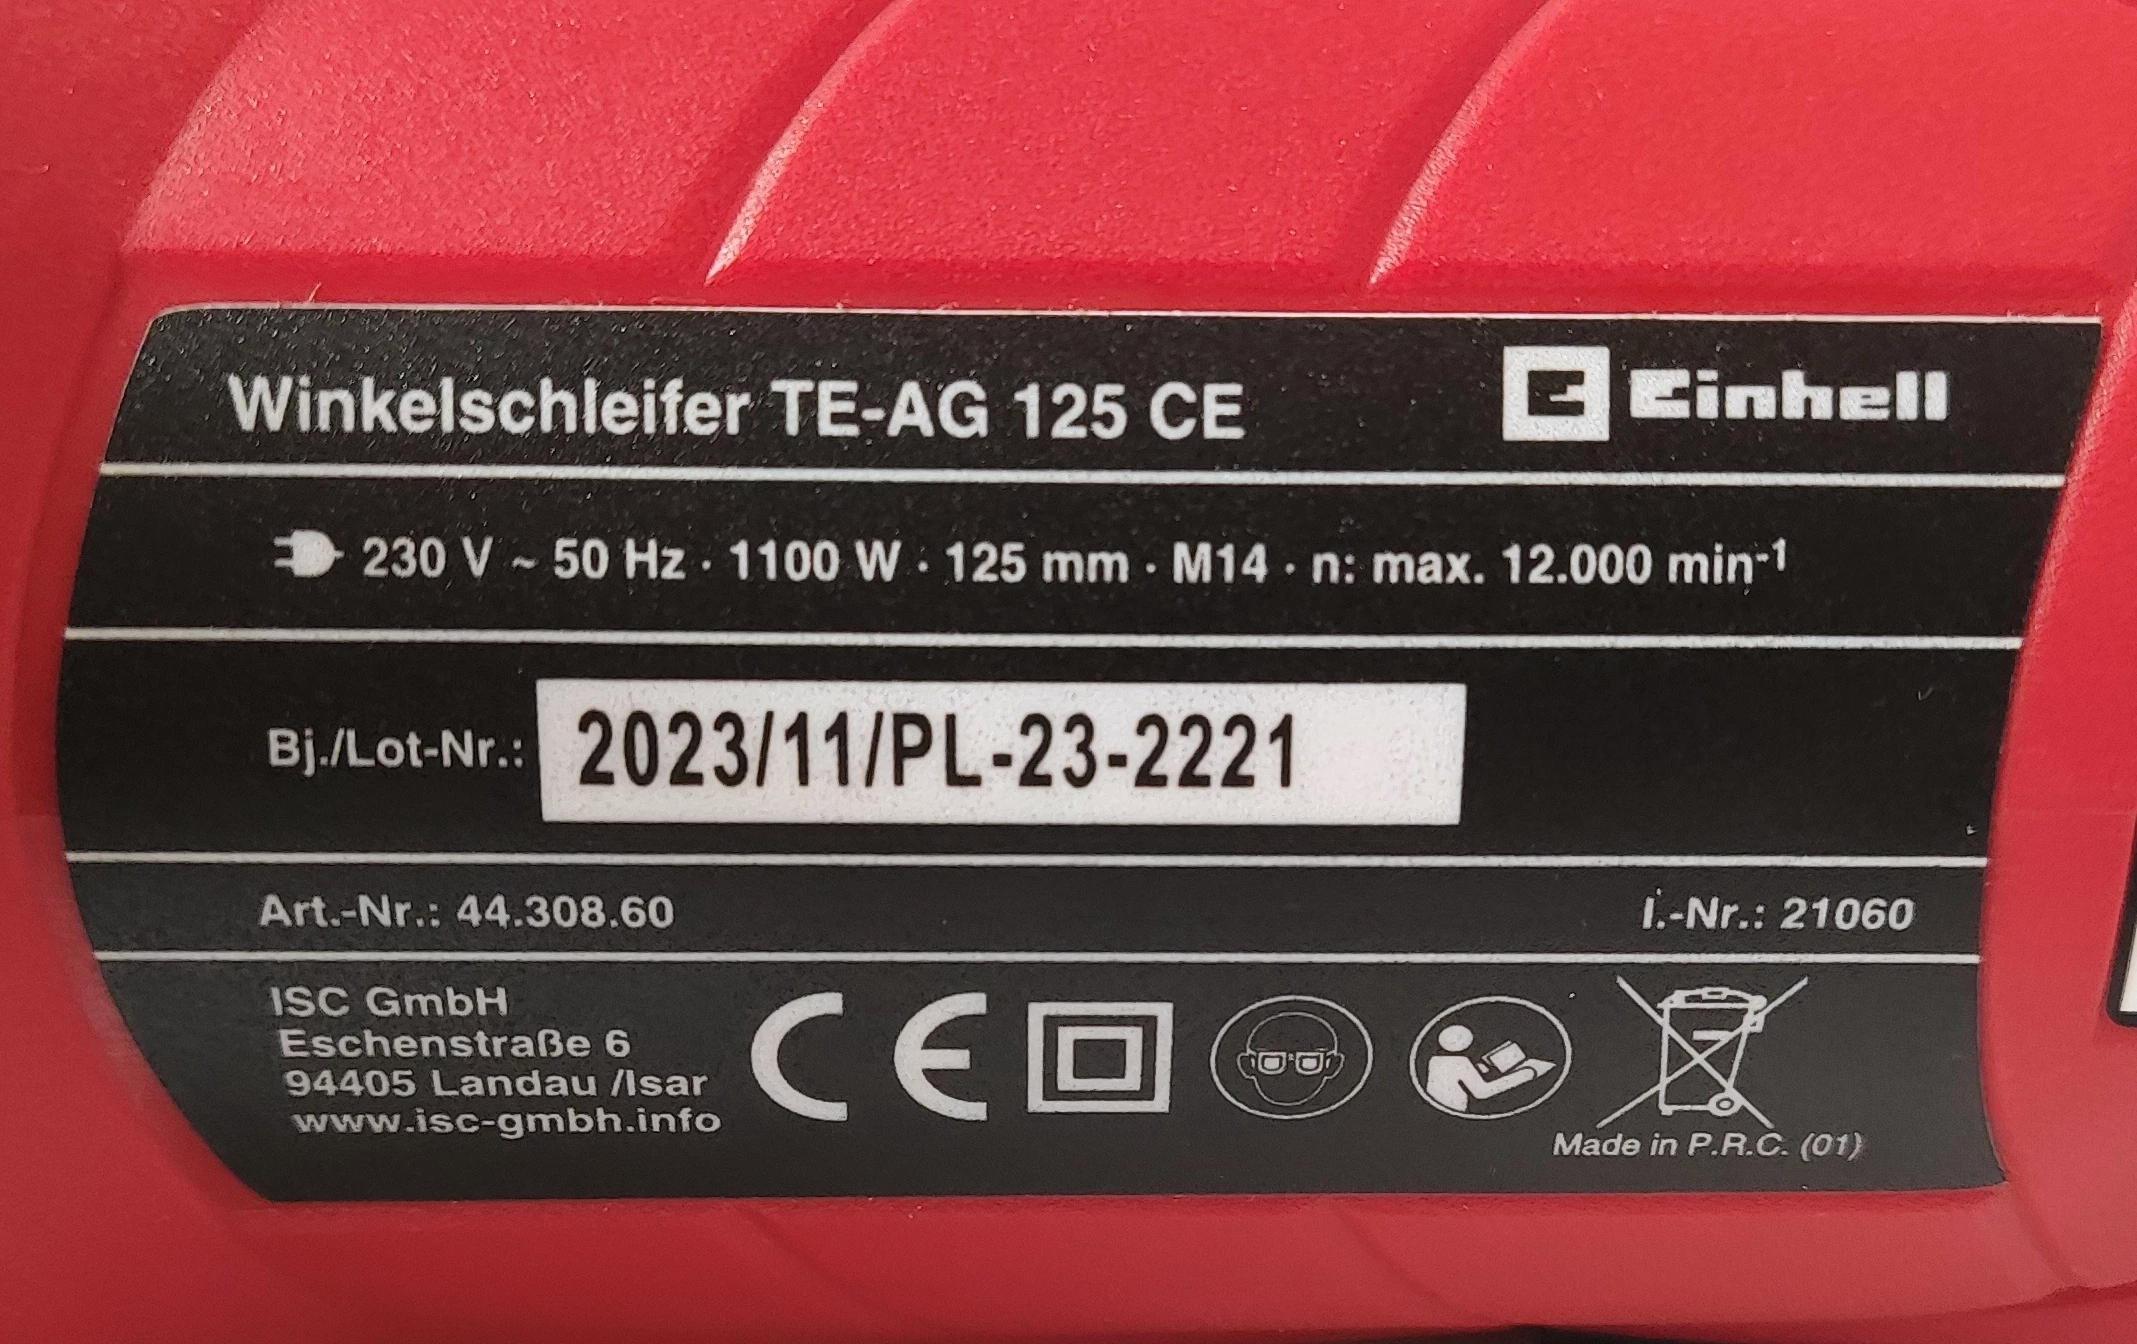 Winkelschleifer TE-AG 125 CE
Einhell
230 V ~ 50 Hz · 1100 W · 125 mm · M14 · n: max. 12.000 min⁻¹
Bj./Lot-Nr.: 2023/11/PL-23-2221
Art.-Nr.: 44.308.60
I.-Nr.: 21060
ISC GmbH
Eschenstraße 6
94405 Landau /Isar
www.isc-gmbh.info
CE
Made in P.R.C. (01)